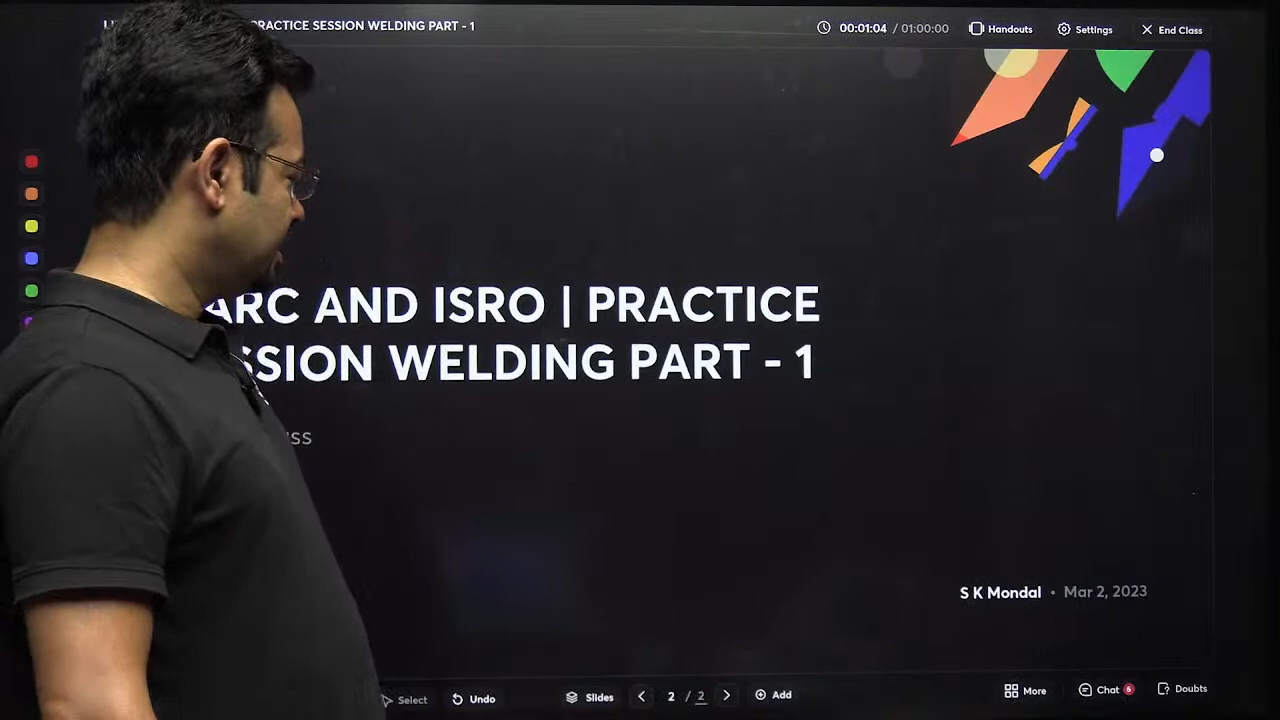 PRACTICE SESSION WELDING PART - 1
00:01:04 / 01:00:00
Handouts
Settings
End Class
ARC AND ISRO | PRACTICE
SSION WELDING PART - 1
S K Mondal • Mar 2, 2023
Select
Undo
Slides
2 / 2
Add
More
Chat 6
Doubts